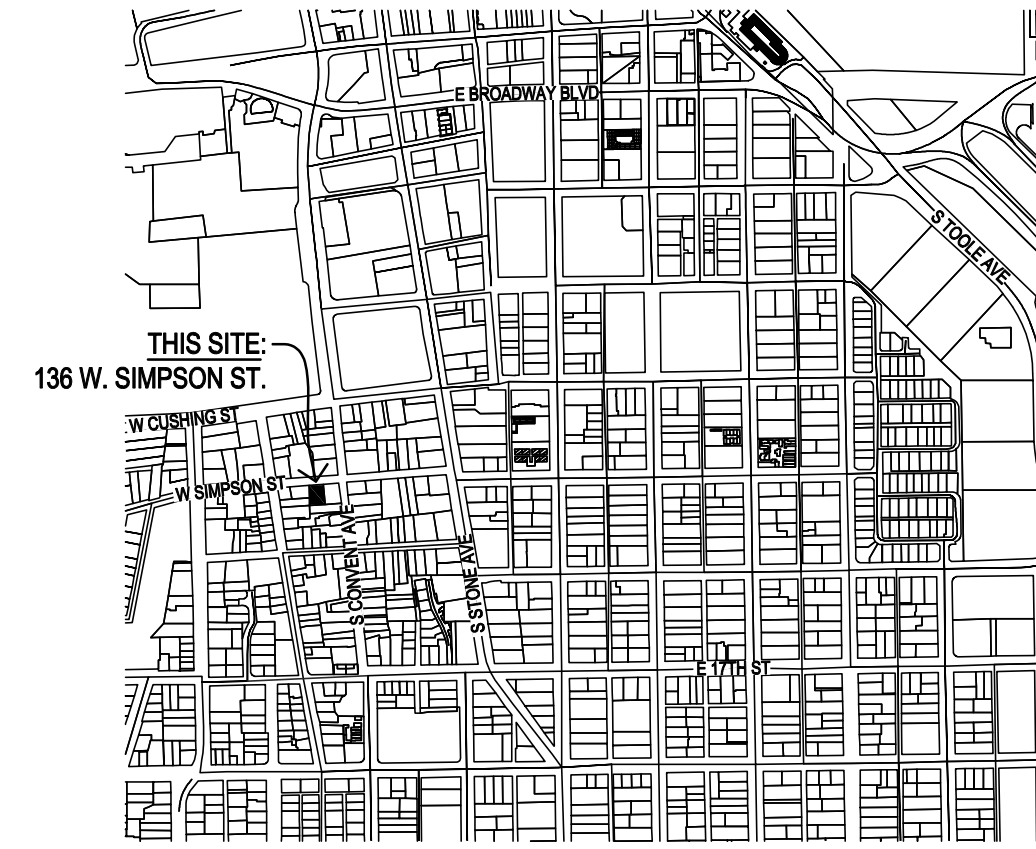 E BROADWAY BLVD
S TOOLE AVE
THIS SITE:
136 W. SIMPSON ST.
W CUSHING ST
W SIMPSON ST
S CONVENT AVE
S STONE AVE
E 17TH ST